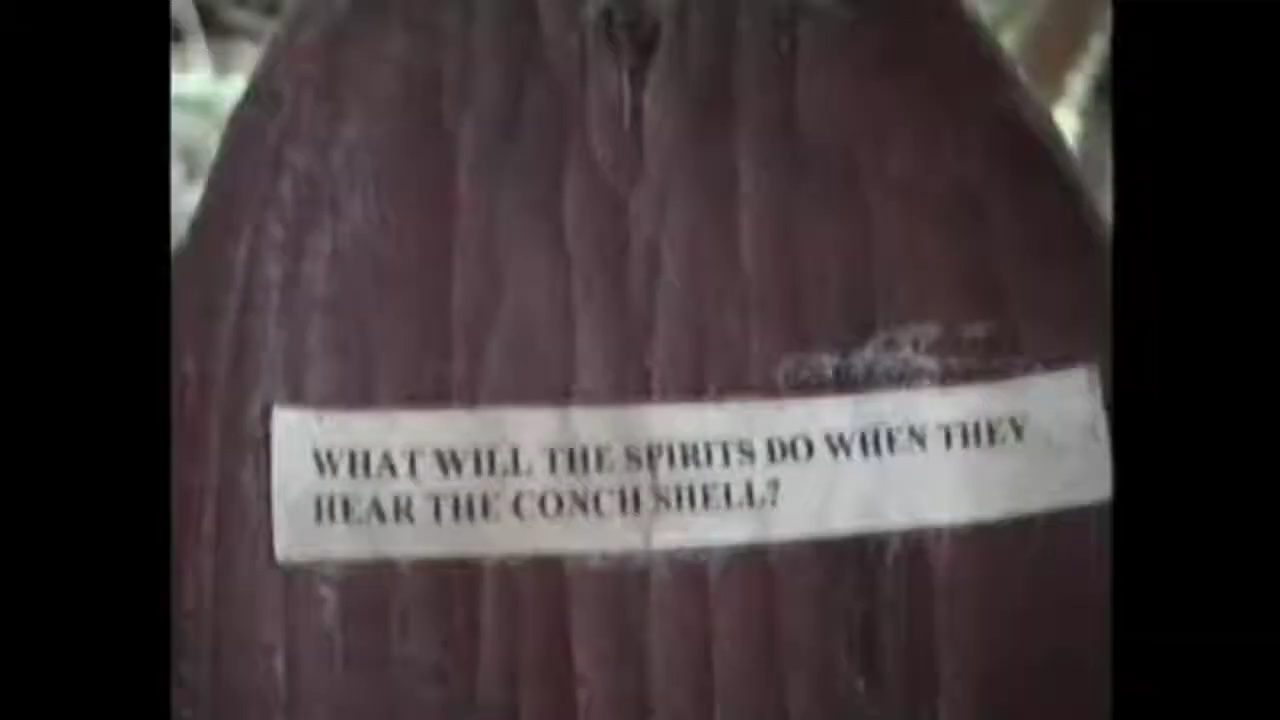 WHAT WILL THE SPIRITS DO WHEN THEY
HEAR THE CONCH SHELL?